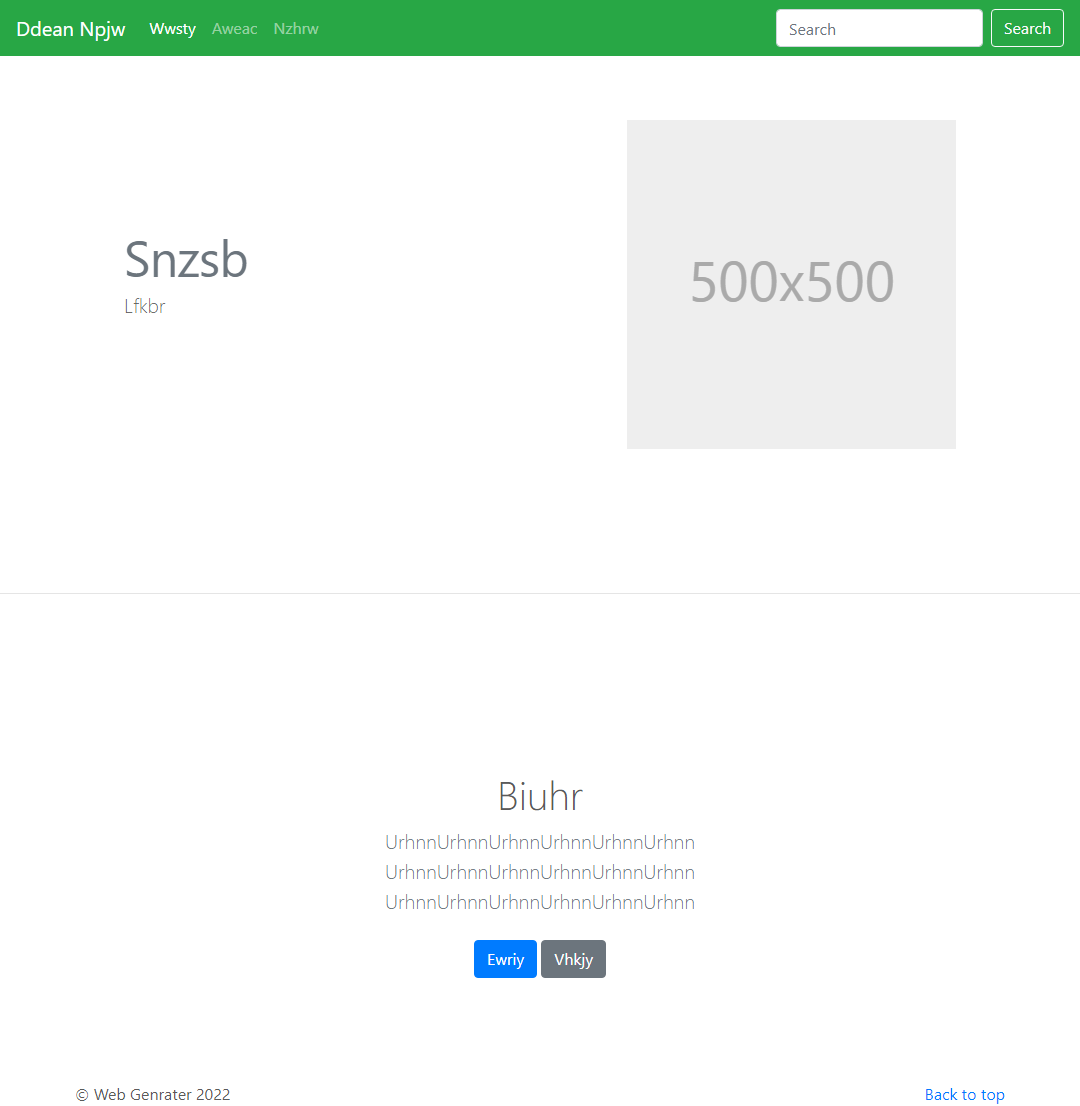 Ddean Npjw Wwsty Aweac Nzhrw Search Search
Snzsb
Lfkbr
500x500
Biuhr
UrhnnUrhnnUrhnnUrhnnUrhnnUrhnn
UrhnnUrhnnUrhnnUrhnnUrhnnUrhnn
UrhnnUrhnnUrhnnUrhnnUrhnnUrhnn
Ewriy Vhkjy
© Web Genrater 2022 Back to top